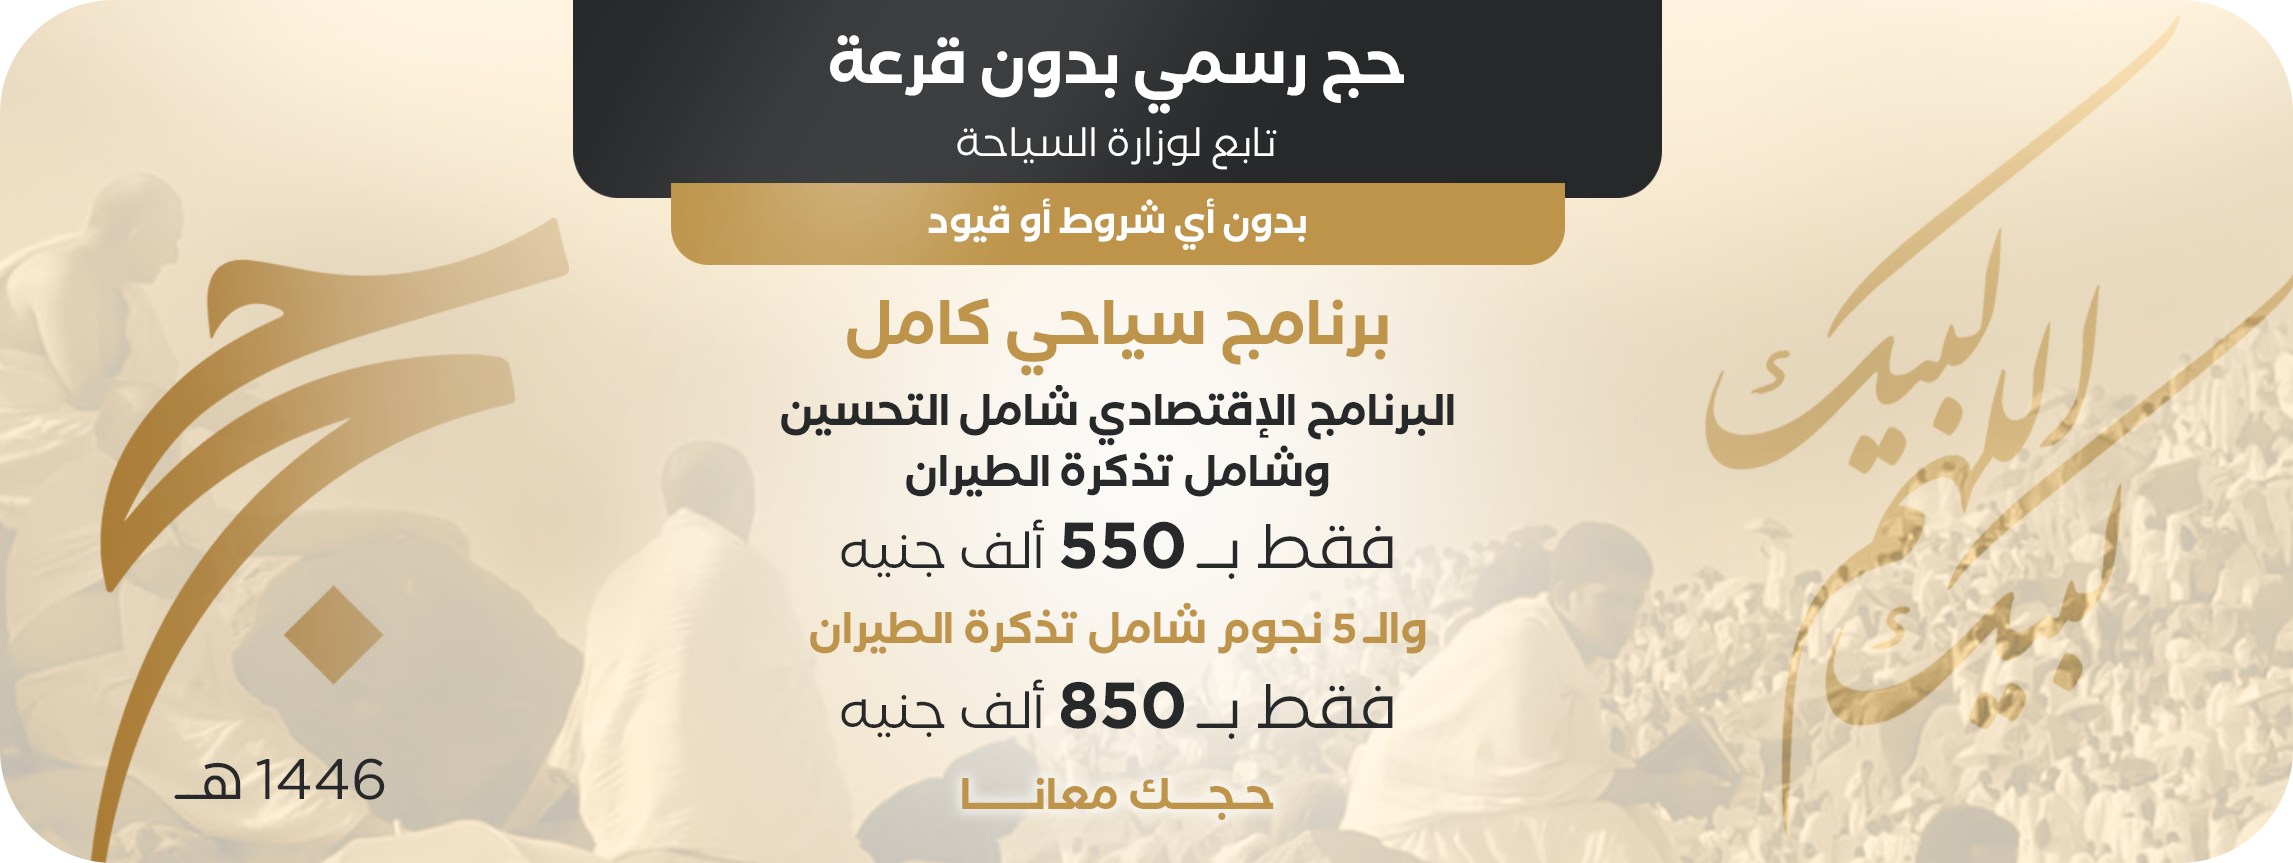 حج رسمي بدون قرعة
تابع لوزارة السياحة
بدون أي شروط أو قيود
برنامج سياحي كامل
البرنامج الإقتصادي شامل التحسين
وشامل تذكرة الطيران
فقط بـ 550 ألف جنيه
والـ 5 نجوم شامل تذكرة الطيران
فقط بـ 850 ألف جنيه
حجـــك معانــــا
لبيك
اللهم
لبيك
حج
1446 هـ